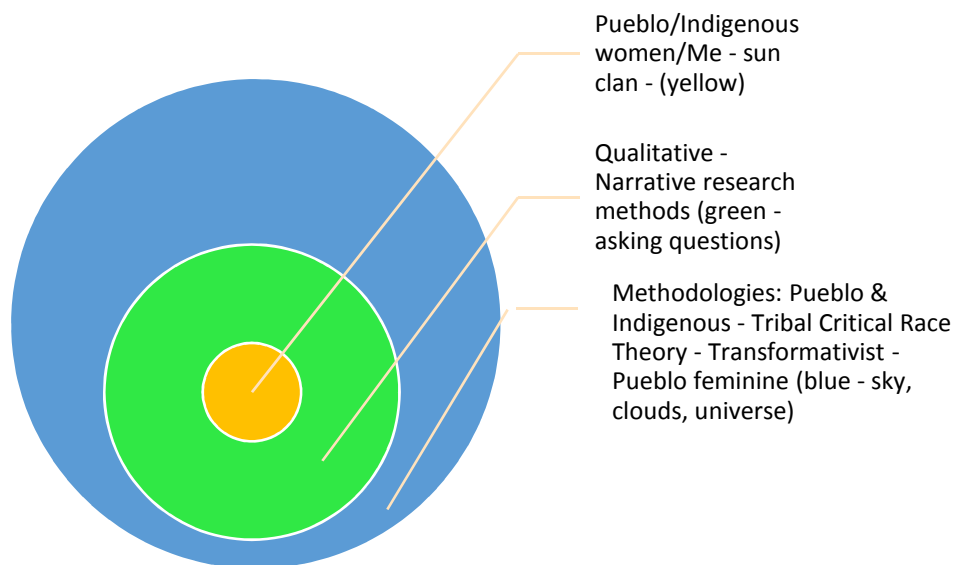 Pueblo/Indigenous
women/Me - sun
clan - (yellow)
Qualitative -
Narrative research
methods (green -
asking questions)
Methodologies: Pueblo &
Indigenous - Tribal Critical Race
Theory - Transformativist -
Pueblo feminine (blue - sky,
clouds, universe)